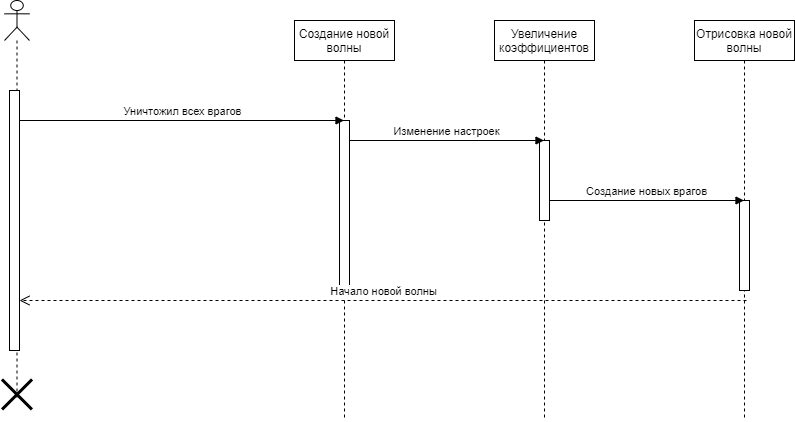 Создание новой
волны
Увеличение
коэффициентов
Отрисовка новой
волны
Уничтожил всех врагов
Изменение настроек
Создание новых врагов
Начало новой волны